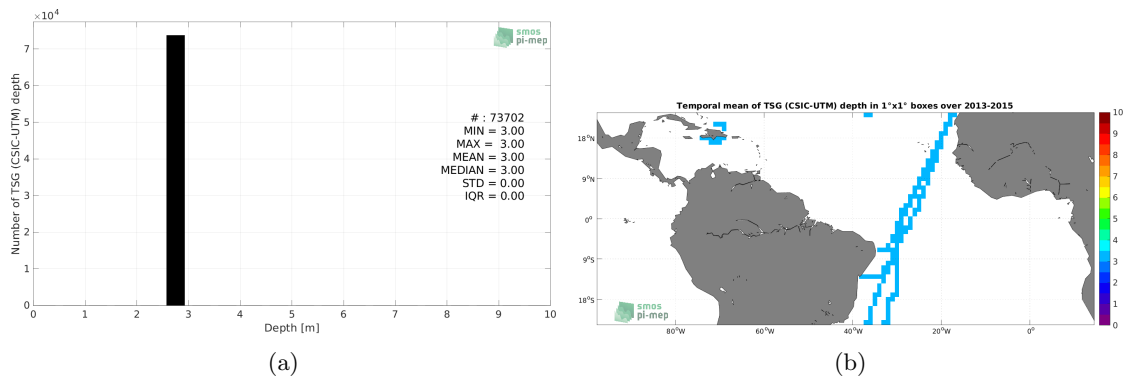 ×10⁴
7
6
5
4
3
2
1
0
Number of TSG (CSIC-UTM) depth
smos
pi-mep
# : 73702
MIN = 3.00
MAX = 3.00
MEAN = 3.00
MEDIAN = 3.00
STD = 0.00
IQR = 0.00
0 1 2 3 4 5 6 7 8 9 10
Depth [m]
(a)
Temporal mean of TSG (CSIC-UTM) depth in 1°x1° boxes over 2013-2015
18°N
9°N
0°
9°S
18°S
smos
pi-mep
80°W 60°W 40°W 20°W 0°
10
9
8
7
6
5
4
3
2
1
0
(b)